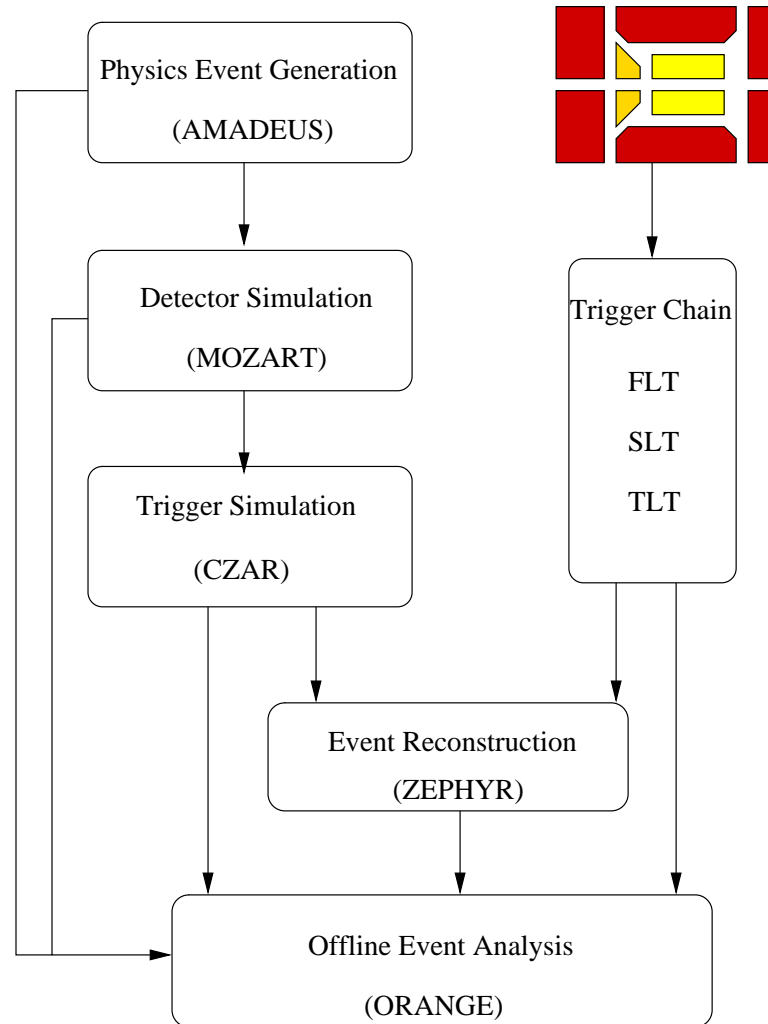 Physics Event Generation
(AMADEUS)
Detector Simulation
(MOZART)
Trigger Simulation
(CZAR)
Trigger Chain
FLT
SLT
TLT
Event Reconstruction
(ZEPHYR)
Offline Event Analysis
(ORANGE)